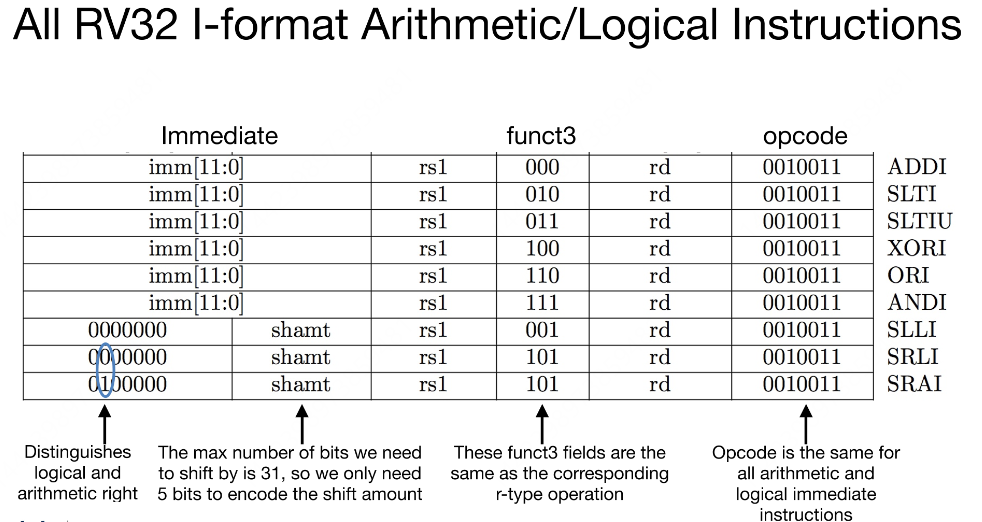 All RV32 I-format Arithmetic/Logical Instructions
Immediate funct3 opcode
imm[11:0] rs1 000 rd 0010011 ADDI
imm[11:0] rs1 010 rd 0010011 SLTI
imm[11:0] rs1 011 rd 0010011 SLTIU
imm[11:0] rs1 100 rd 0010011 XORI
imm[11:0] rs1 110 rd 0010011 ORI
imm[11:0] rs1 111 rd 0010011 ANDI
0000000 shamt rs1 001 rd 0010011 SLLI
0000000 shamt rs1 101 rd 0010011 SRLI
0100000 shamt rs1 101 rd 0010011 SRAI
Distinguishes
logical and
arithmetic right
The max number of bits we need
to shift by is 31, so we only need
5 bits to encode the shift amount
These funct3 fields are the
same as the corresponding
r-type operation
Opcode is the same for
all arithmetic and
logical immediate
instructions